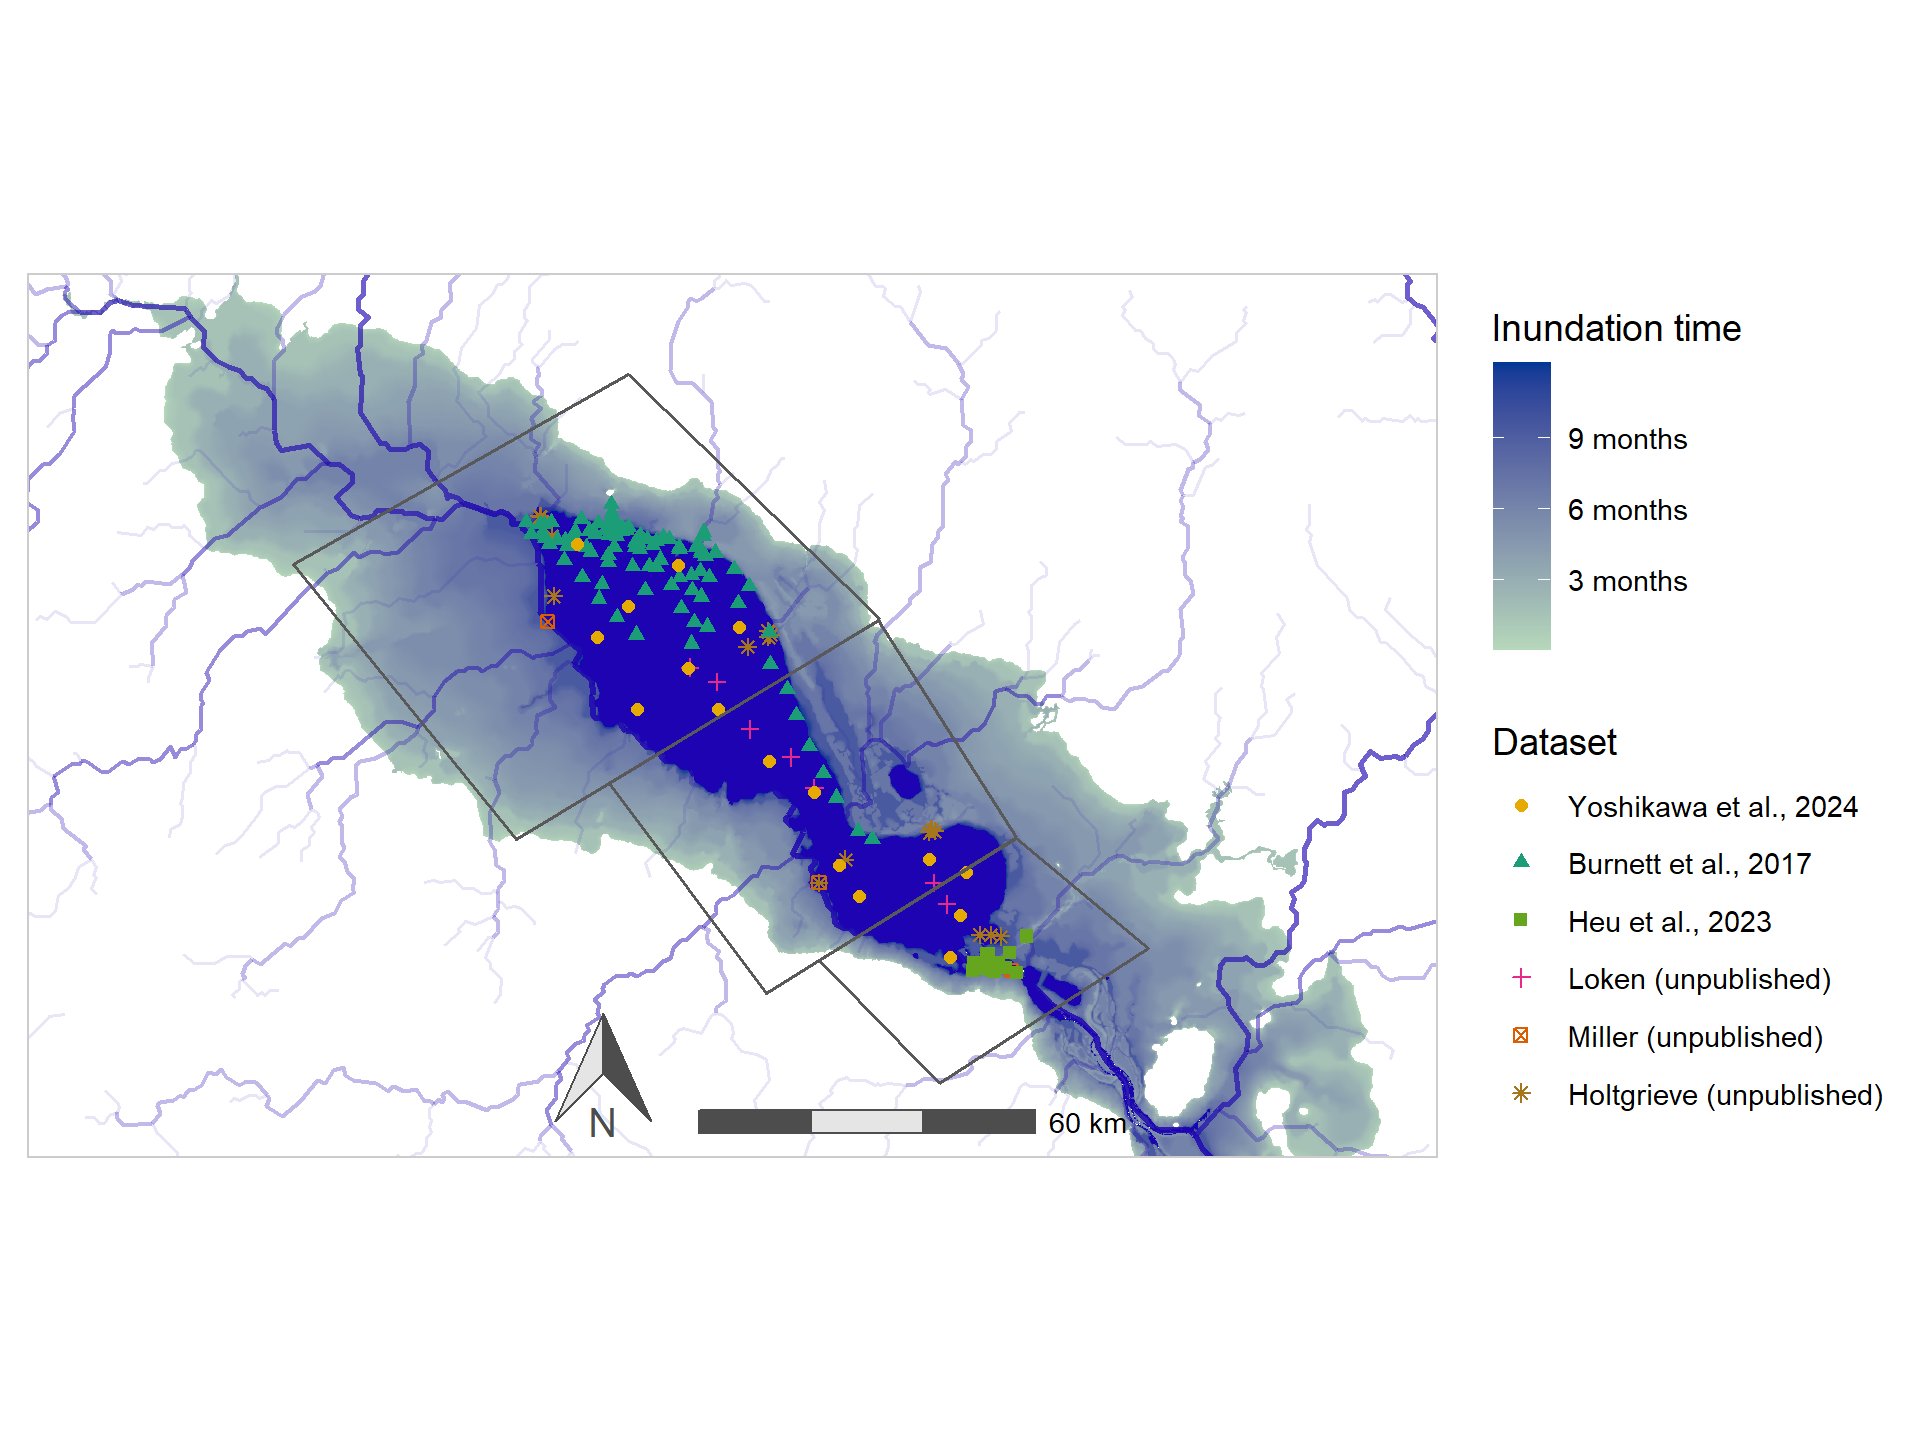 Inundation time
9 months
6 months
3 months
Dataset
Yoshikawa et al., 2024
Burnett et al., 2017
Heu et al., 2023
Loken (unpublished)
Miller (unpublished)
Holtgrieve (unpublished)
N
60 km